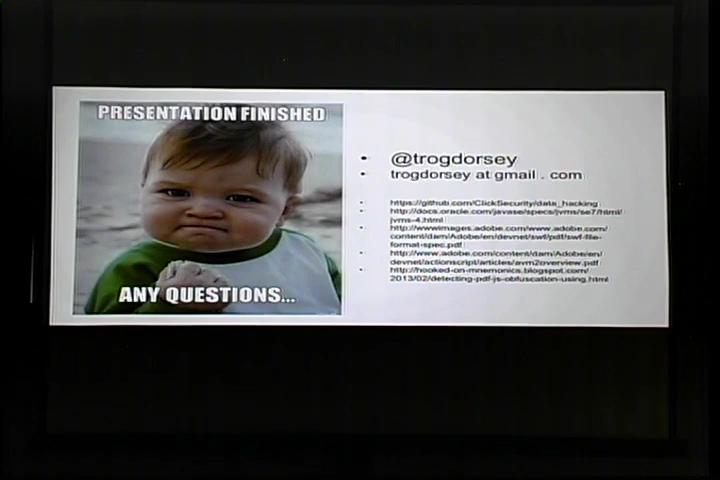 PRESENTATION FINISHED
ANY QUESTIONS...
@trogdorsey
trogdorsey at gmail . com
https://github.com/ClickSecurity/data_hacking
http://docs.oracle.com/javase/specs/jvms/se7/html/
jvms-4.html
http://wwwimages.adobe.com/www.adobe.com/
content/dam/Adobe/en/devnet/swf/pdf/swf-file-
format-spec.pdf
http://www.adobe.com/content/dam/Adobe/en/
devnet/actionscript/articles/avm2overview.pdf
http://hooked-on-mnemonics.blogspot.com/
2013/02/detecting-pdf-js-obfuscation-using.html